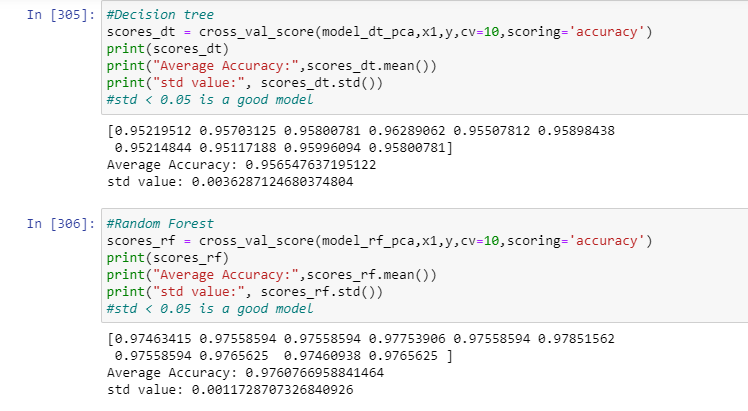 In [305]: #Decision tree
scores_dt = cross_val_score(model_dt_pca,x1,y,cv=10,scoring='accuracy')
print(scores_dt)
print("Average Accuracy:",scores_dt.mean())
print("std value:", scores_dt.std())
#std < 0.05 is a good model
[0.95219512 0.95703125 0.95800781 0.96289062 0.95507812 0.95898438
0.95214844 0.95117188 0.95996094 0.95800781]
Average Accuracy: 0.956547637195122
std value: 0.0036287124680374804
In [306]: #Random Forest
scores_rf = cross_val_score(model_rf_pca,x1,y,cv=10,scoring='accuracy')
print(scores_rf)
print("Average Accuracy:",scores_rf.mean())
print("std value:", scores_rf.std())
#std < 0.05 is a good model
[0.97463415 0.97558594 0.97558594 0.97753906 0.97558594 0.97851562
0.97558594 0.9765625  0.97460938 0.9765625 ]
Average Accuracy: 0.9760766958841464
std value: 0.0011728707326840926